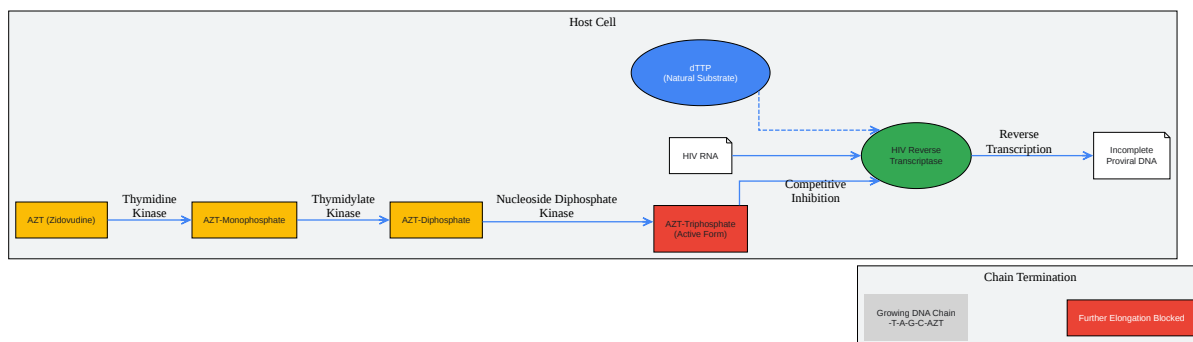 Host Cell
dTTP
(Natural Substrate)
HIV RNA
HIV Reverse
Transcriptase
Reverse
Transcription
Incomplete
Proviral DNA
Competitive
Inhibition
AZT (Zidovudine)
Thymidine
Kinase
AZT-Monophosphate
Thymidylate
Kinase
AZT-Diphosphate
Nucleoside Diphosphate
Kinase
AZT-Triphosphate
(Active Form)
Chain Termination
Growing DNA Chain
-T-A-G-C-AZT
Further Elongation Blocked